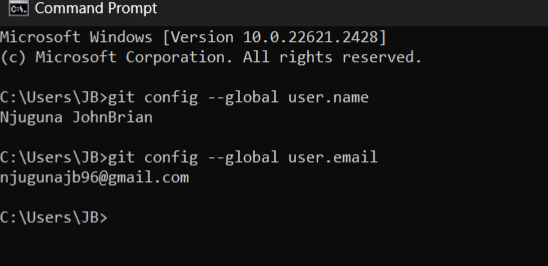 Command Prompt
Microsoft Windows [Version 10.0.22621.2428]
(c) Microsoft Corporation. All rights reserved.
C:\Users\JB>git config --global user.name
Njuguna JohnBrian
C:\Users\JB>git config --global user.email
njugunajb96@gmail.com
C:\Users\JB>